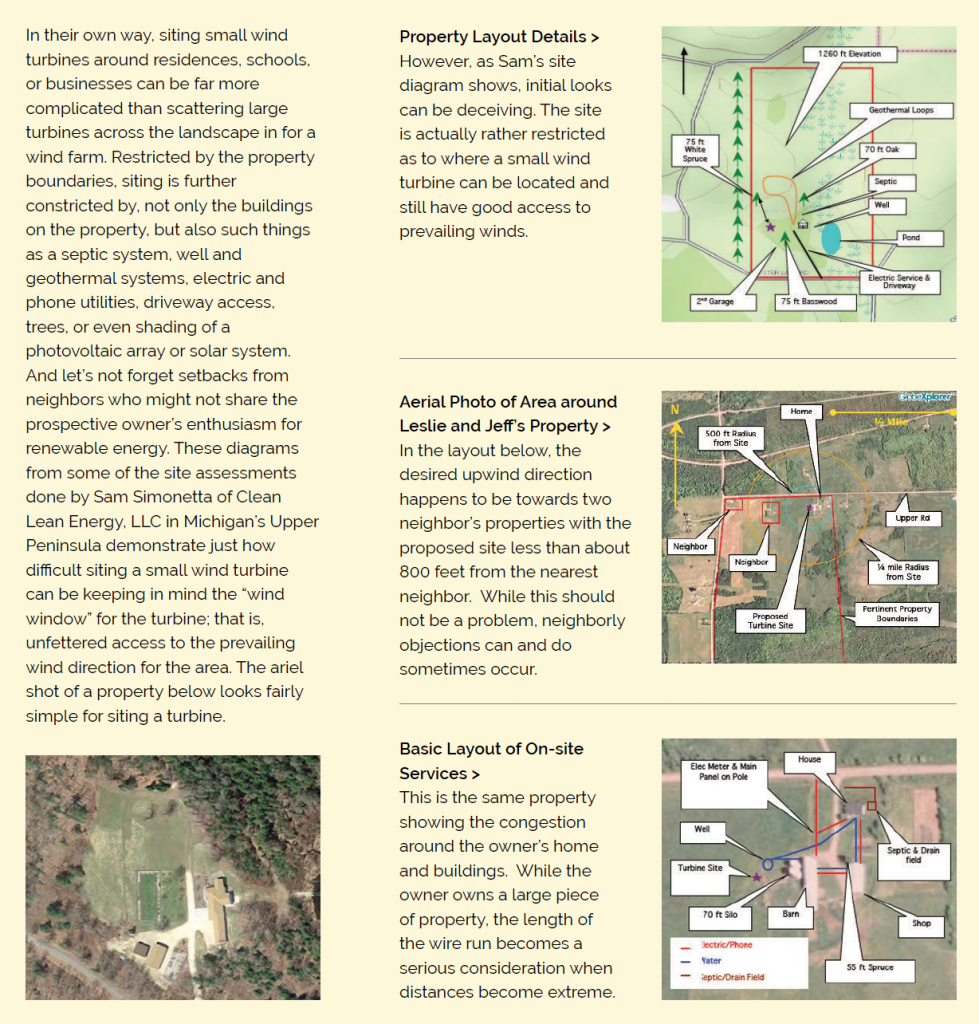 In their own way, siting small wind
turbines around residences, schools,
or businesses can be far more
complicated than scattering large
turbines across the landscape in for a
wind farm. Restricted by the property
boundaries, siting is further
constricted by, not only the buildings
on the property, but also such things
as a septic system, well and
geothermal systems, electric and
phone utilities, driveway access,
trees, or even shading of a
photovoltaic array or solar system.
And let's not forget setbacks from
neighbors who might not share the
prospective owner's enthusiasm for
renewable energy. These diagrams
from some of the site assessments
done by Sam Simonetta of Clean
Lean Energy, LLC in Michigan's Upper
Peninsula demonstrate just how
difficult siting a small wind turbine
can be keeping in mind the "wind
window" for the turbine; that is,
unfettered access to the prevailing
wind direction for the area. The ariel
shot of a property below looks fairly
simple for siting a turbine.
Property Layout Details >
However, as Sam's site
diagram shows, initial looks
can be deceiving. The site
is actually rather restricted
as to where a small wind
turbine can be located and
still have good access to
prevailing winds.
1260 ft Elevation
Geothermal Loops
75 ft
White
Spruce
70 ft Oak
Septic
Well
Pond
Electric Service &
Driveway
2nd Garage
75 ft Basswood
Aerial Photo of Area around
Leslie and Jeff's Property >
In the layout below, the
desired upwind direction
happens to be towards two
neighbor's properties with the
proposed site less than about
800 feet from the nearest
neighbor. While this should
not be a problem, neighborly
objections can and do
sometimes occur.
GlobeXplorer
N
Home
½ Mile
500 ft Radius
from Site
Upper Rd
Neighbor
Neighbor
¼ mile Radius
from Site
Proposed
Turbine Site
Pertinent Property
Boundaries
Basic Layout of On-site
Services >
This is the same property
showing the congestion
around the owner's home
and buildings. While the
owner owns a large piece
of property, the length of
the wire run becomes a
serious consideration when
distances become extreme.
House
Elec Meter & Main
Panel on Pole
Well
Septic & Drain
field
Turbine Site
70 ft Silo
Barn
Shop
55 ft Spruce
Electric/Phone
Water
Septic/Drain Field